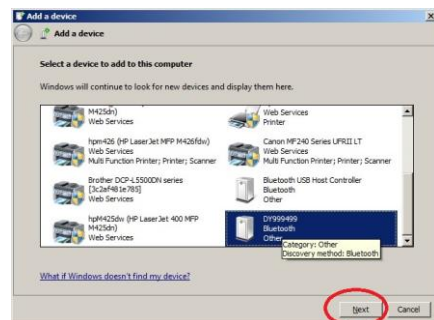 Add a device
Add a device
Select a device to add to this computer
Windows will continue to look for new devices and display them here.
M425dn)
Web Services
Web Services
Printer
hpm426 (HP LaserJet MFP M426fdw)
Web Services
Multi Function Printer; Printer; Scanner
Canon MF240 Series UFRII LT
Web Services
Multi Function Printer; Printer; Scanner
Brother DCP-L5500DN series
[3c2af481e785]
Web Services
Bluetooth USB Host Controller
Bluetooth
Other
hpM425dw (HP LaserJet 400 MFP
M425dn)
Web Services
DY999499
Bluetooth
Other
Category: Other
Discovery method: Bluetooth
What if Windows doesn't find my device?
Next
Cancel